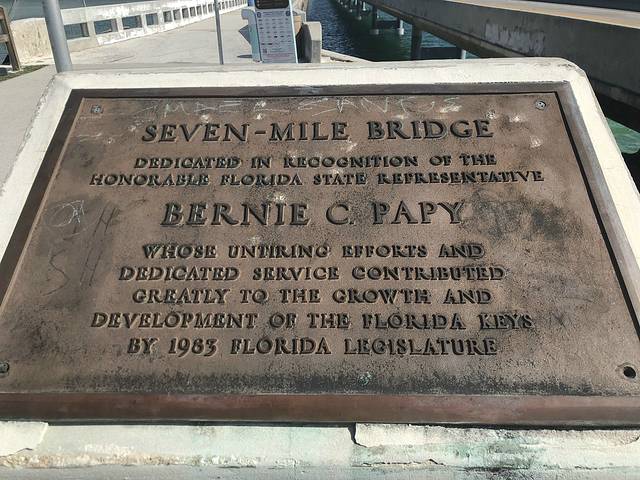 SEVEN-MILE BRIDGE
DEDICATED IN RECOGNITION OF THE
HONORABLE FLORIDA STATE REPRESENTATIVE
BERNIE C. PAPY
WHOSE UNTIRING EFFORTS AND
DEDICATED SERVICE CONTRIBUTED
GREATLY TO THE GROWTH AND
DEVELOPMENT OF THE FLORIDA KEYS
BY 1983 FLORIDA LEGISLATURE